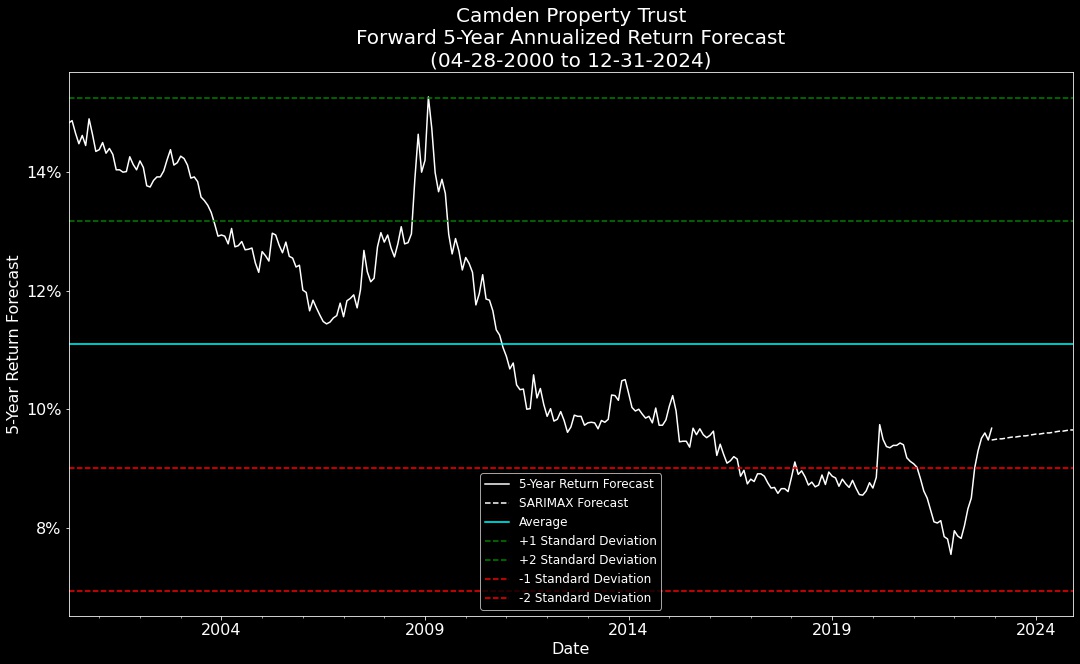 Camden Property Trust
Forward 5-Year Annualized Return Forecast
(04-28-2000 to 12-31-2024)
5-Year Return Forecast
14%
12%
10%
8%
5-Year Return Forecast
SARIMAX Forecast
Average
+1 Standard Deviation
+2 Standard Deviation
-1 Standard Deviation
-2 Standard Deviation
2004 2009 2014 2019 2024
Date